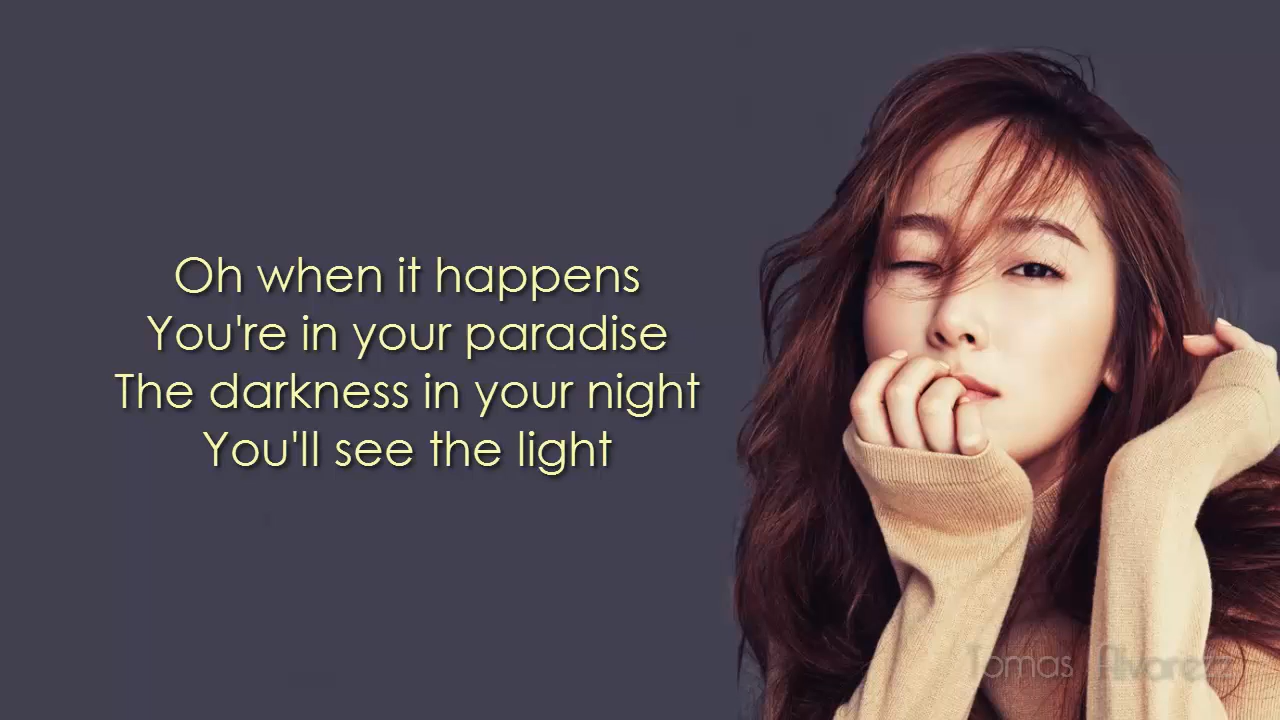 Oh when it happens
You're in your paradise
The darkness in your night
You'll see the light
Tomas Alvarezz